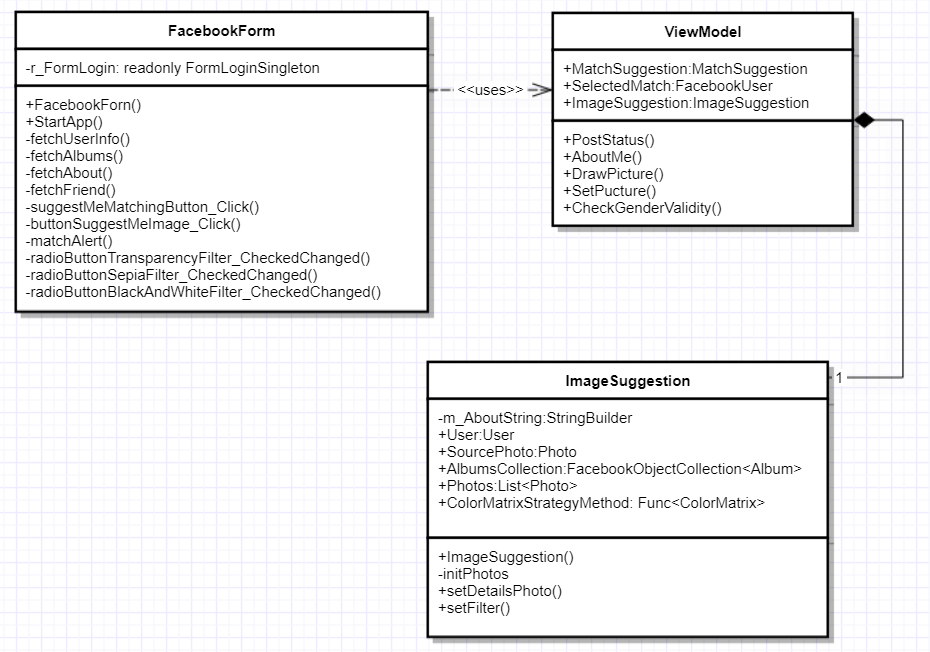 FacebookForm
-r_FormLogin: readonly FormLoginSingleton
+FacebookForn()
+StartApp()
-fetchUserInfo()
-fetchAlbums()
-fetchAbout()
-fetchFriend()
-suggestMeMatchingButton_Click()
-buttonSuggestMeImage_Click()
-matchAlert()
-radioButtonTransparencyFilter_CheckedChanged()
-radioButtonSepiaFilter_CheckedChanged()
-radioButtonBlackAndWhiteFilter_CheckedChanged()
<<uses>>
ViewModel
+MatchSuggestion:MatchSuggestion
+SelectedMatch:FacebookUser
+ImageSuggestion:ImageSuggestion
+PostStatus()
+AboutMe()
+DrawPicture()
+SetPucture()
+CheckGenderValidity()
1
ImageSuggestion
-m_AboutString:StringBuilder
+User:User
+SourcePhoto:Photo
+AlbumsCollection:FacebookObjectCollection<Album>
+Photos:List<Photo>
+ColorMatrixStrategyMethod: Func<ColorMatrix>
+ImageSuggestion()
-initPhotos
+setDetailsPhoto()
+setFilter()